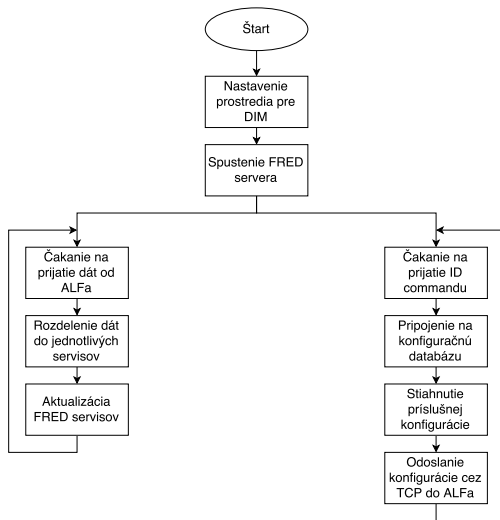 Štart
Nastavenie
prostredia pre
DIM
Spustenie FRED
servera
Čakanie na
prijatie dát od
ALFa
Rozdelenie dát
do jednotlivých
servisov
Aktualizácia
FRED servisov
Čakanie na
prijatie ID
commandu
Pripojenie na
konfiguračnú
databázu
Stiahnutie
príslušnej
konfigurácie
Odoslanie
konfigurácie cez
TCP do ALFa